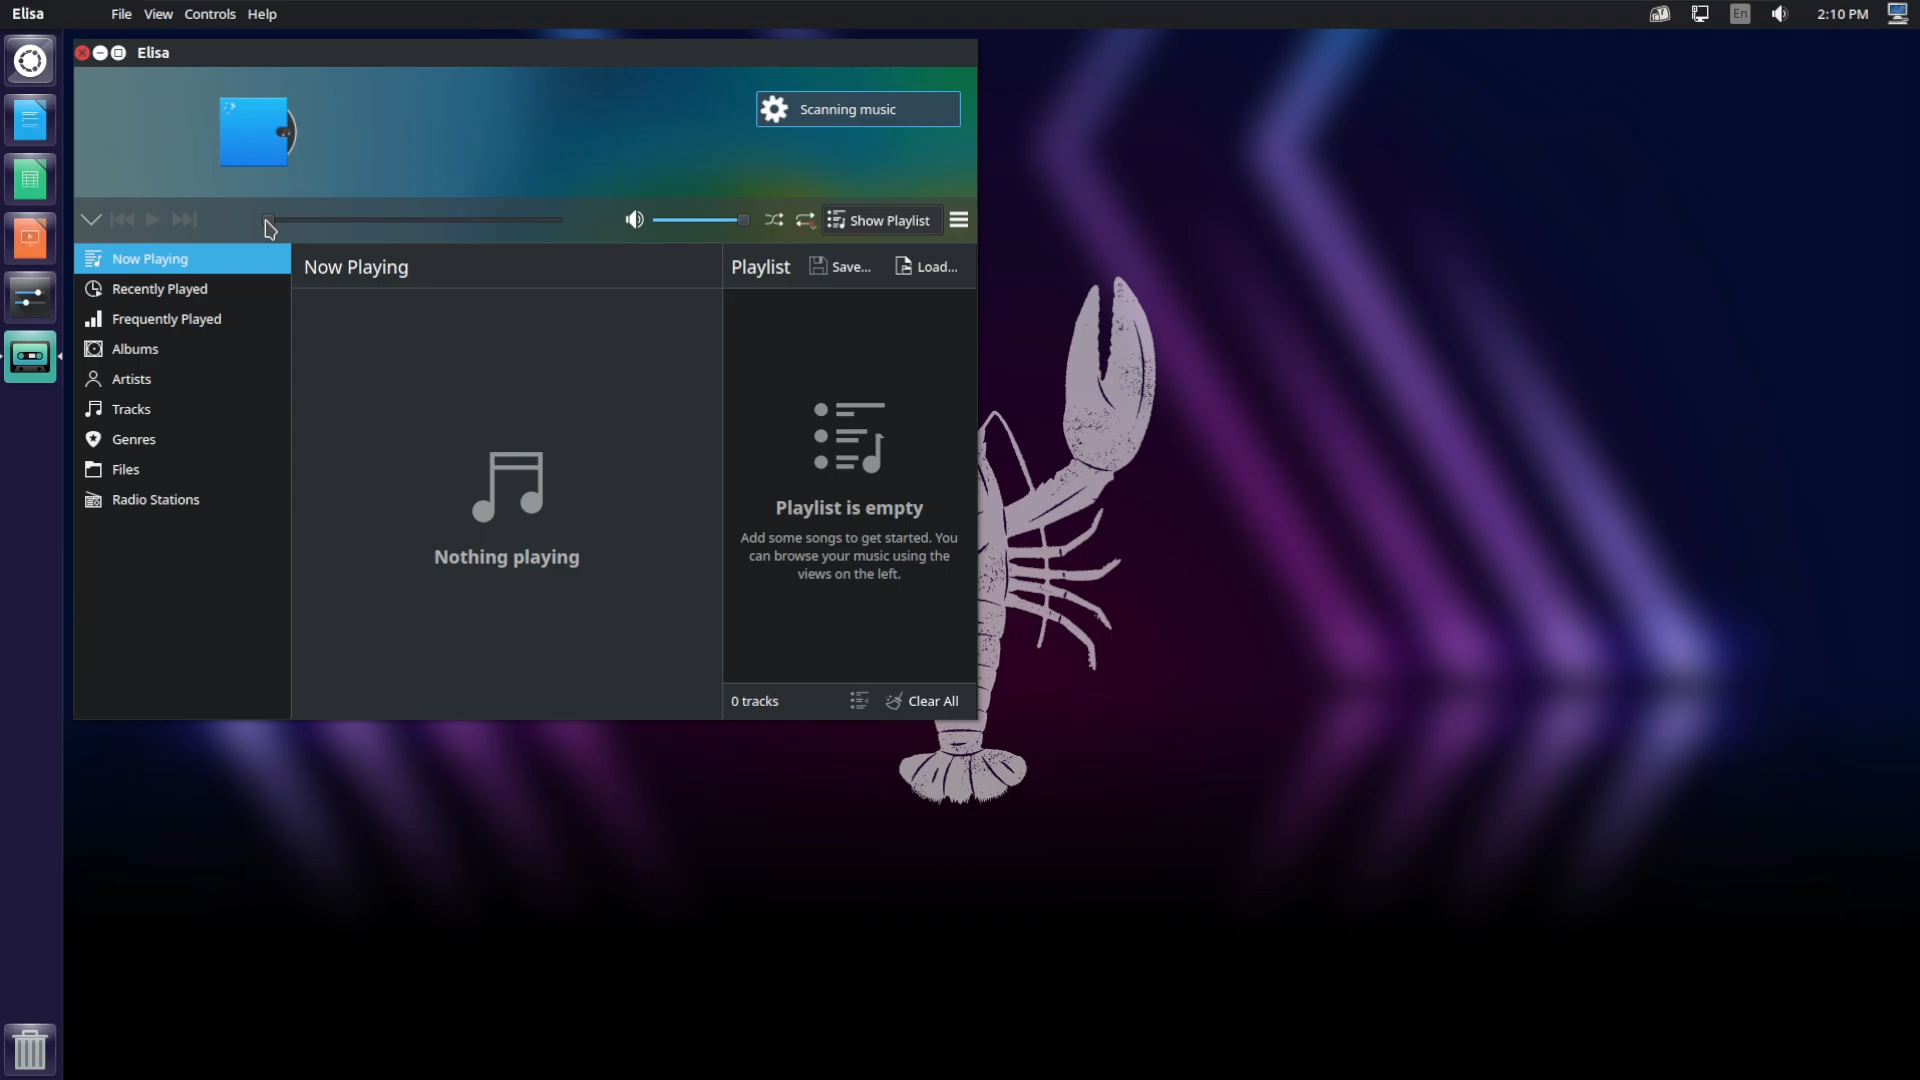 Elisa File View Controls Help En 2:10 PM
Elisa
Scanning music
Show Playlist
Now Playing
Recently Played
Frequently Played
Albums
Artists
Tracks
Genres
Files
Radio Stations
Now Playing
Nothing playing
Playlist Save... Load...
Playlist is empty
Add some songs to get started. You
can browse your music using the
views on the left.
0 tracks Clear All